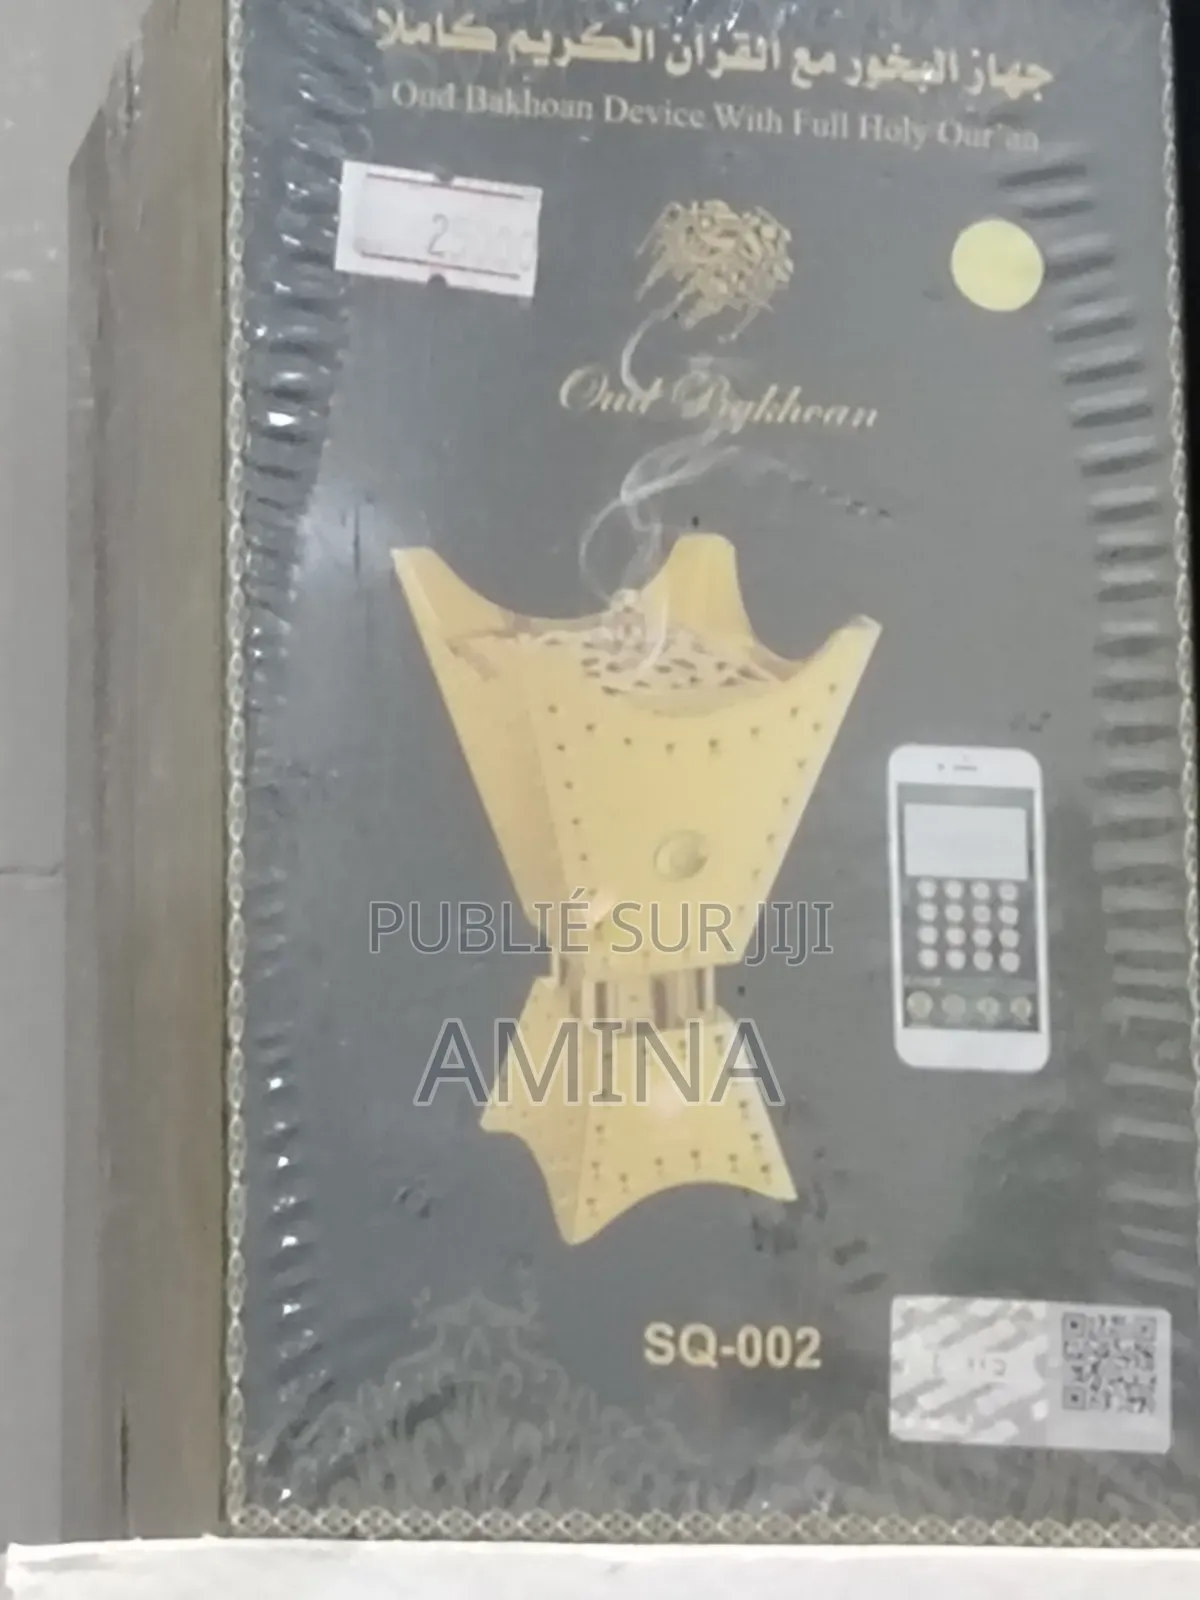 جهاز البخور مع القرآن الكريم كاملا
Oud Bakhoan Device With Full Holy Qur'an
Oud Bakhoan
PUBLIÉ SUR JIJI
AMINA
SQ-002